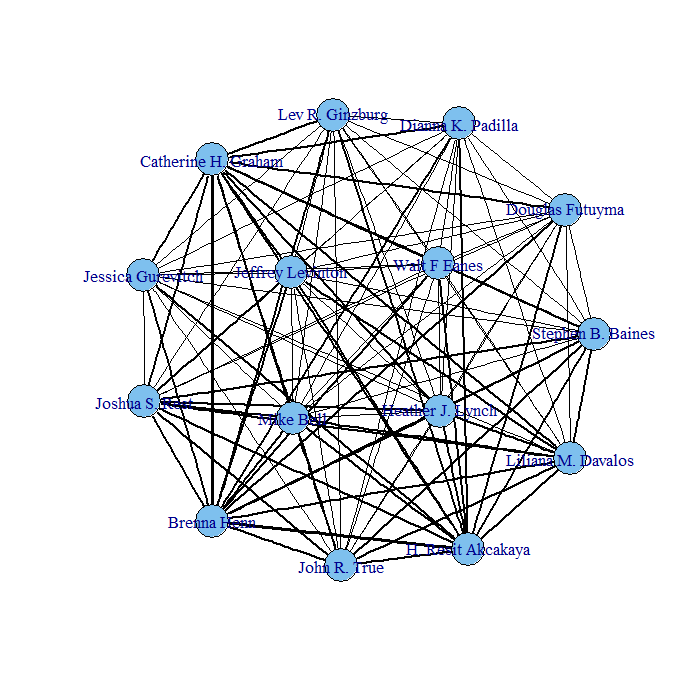 Lev R. Ginzburg
Dianna K. Padilla
Catherine H. Graham
Douglas Futuyma
Jessica Gurevitch
Jeffrey Levinton
Walt F Eanes
Stephen B. Baines
Joshua S. Rest
Mike Bell
Heather J. Lynch
Liliana M. Davalos
Brenna Henn
H. Resit Akcakaya
John R. True